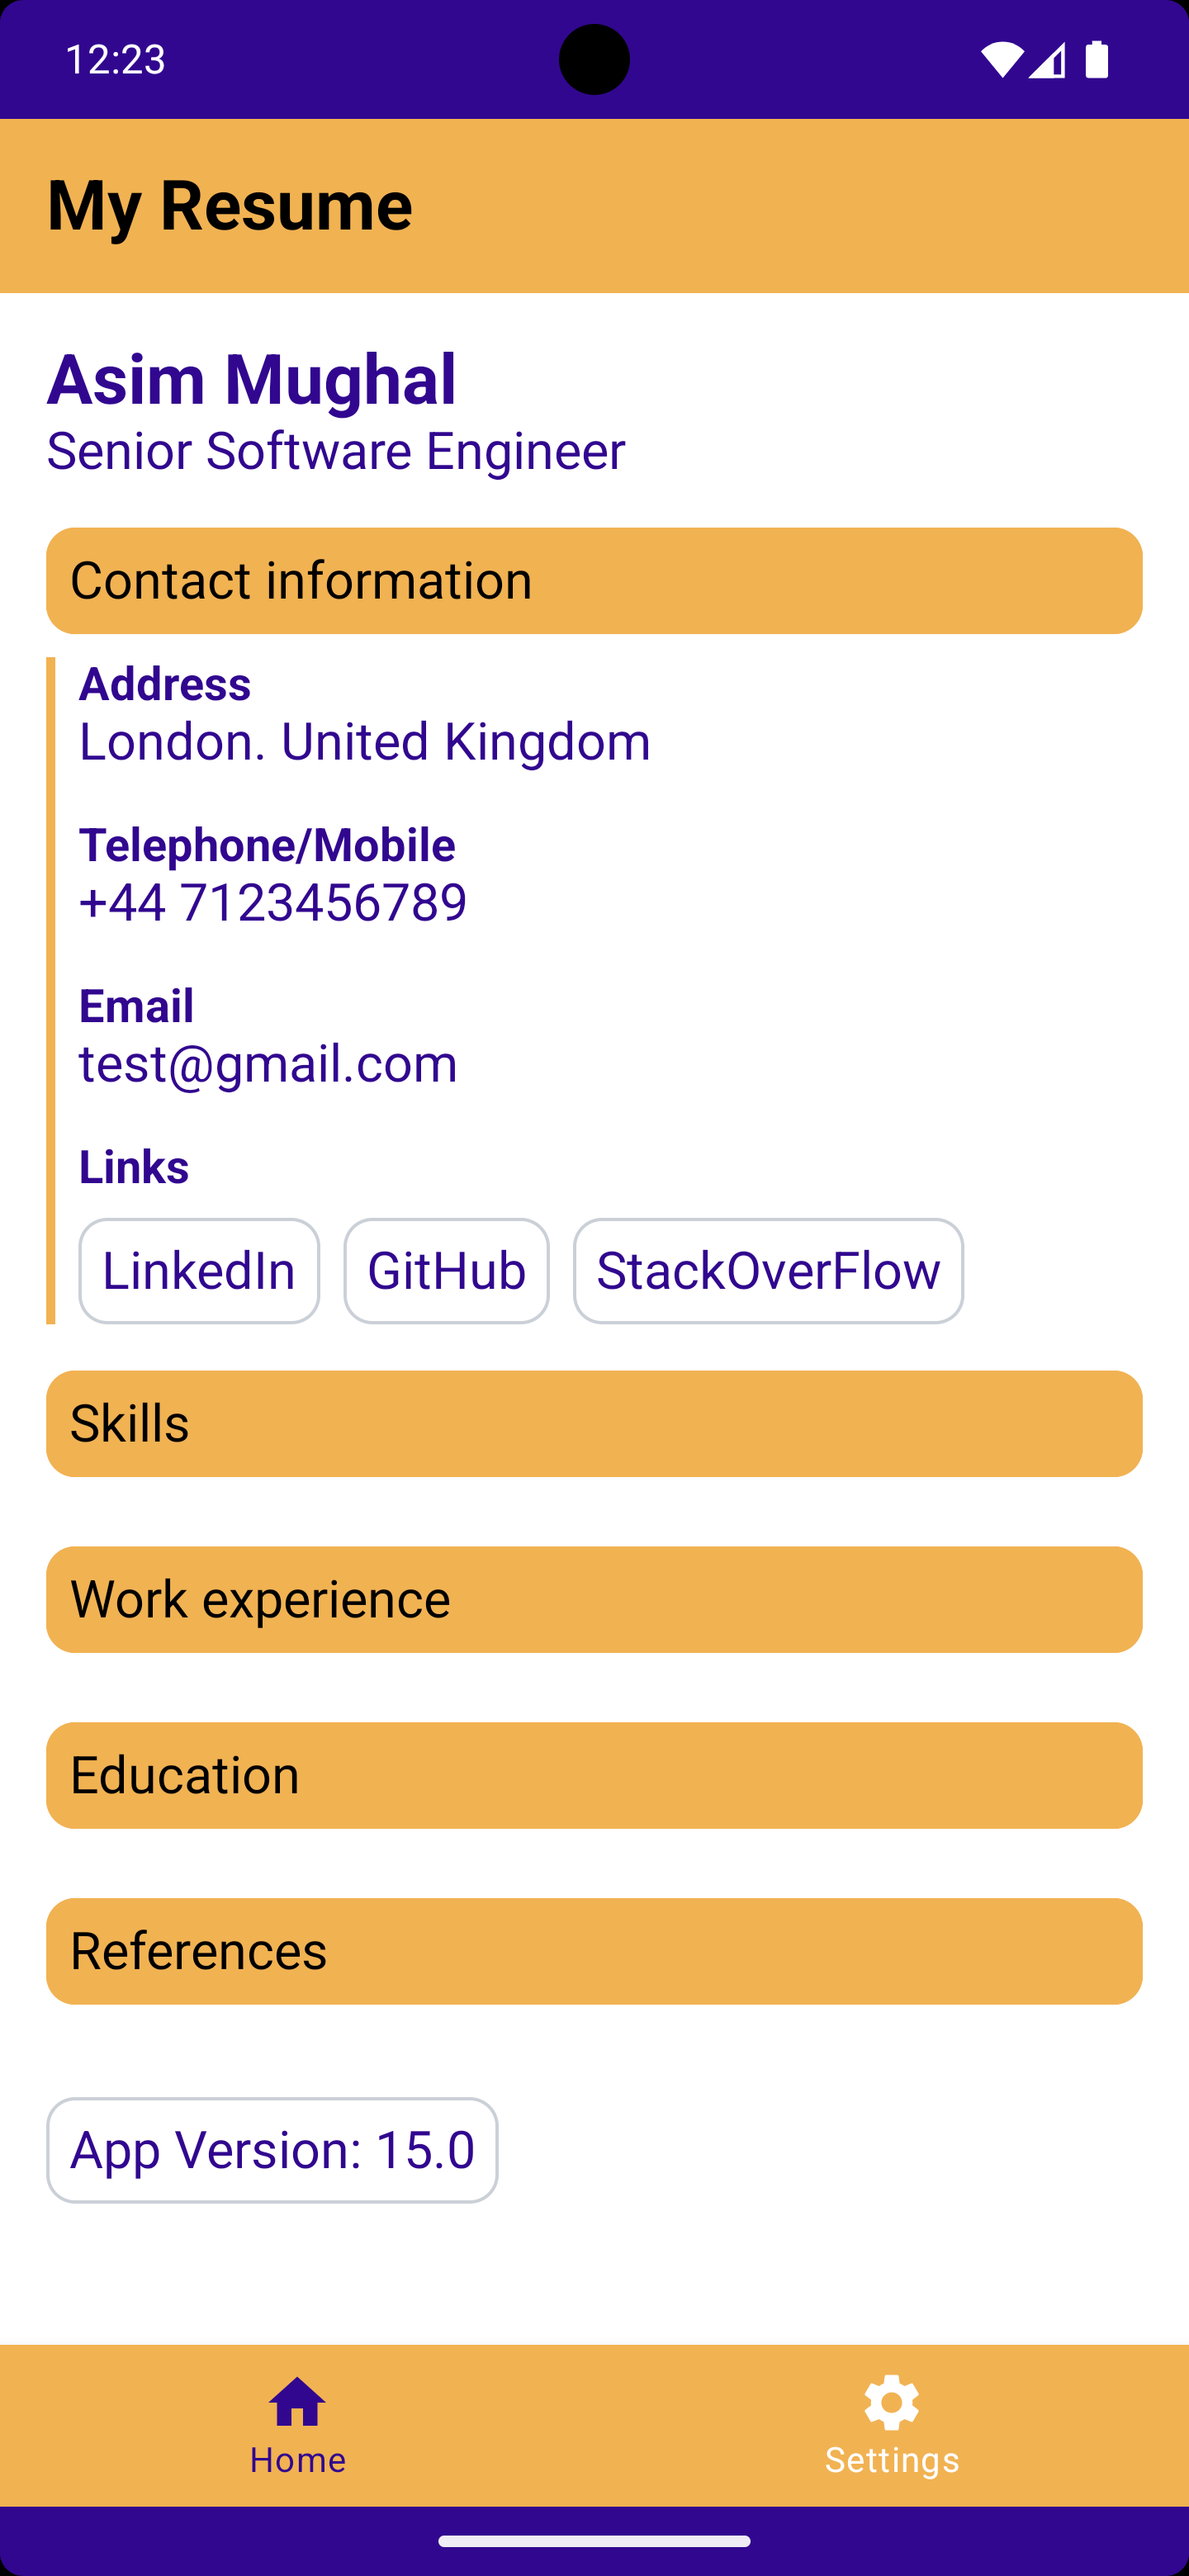 12:23
My Resume
Asim Mughal
Senior Software Engineer
Contact information
Address
London. United Kingdom
Telephone/Mobile
+44 7123456789
Email
test@gmail.com
Links
LinkedIn GitHub StackOverFlow
Skills
Work experience
Education
References
App Version: 15.0
Home Settings